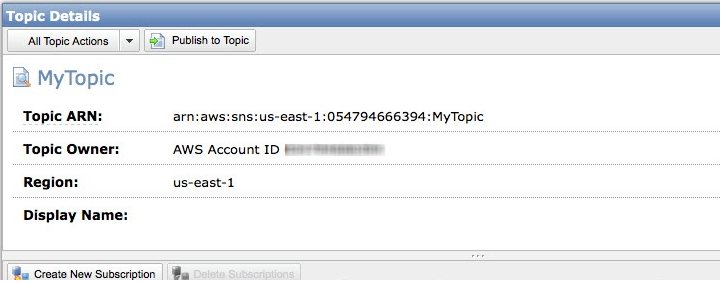 Topic Details
All Topic Actions Publish to Topic
MyTopic
Topic ARN: arn:aws:sns:us-east-1:054794666394:MyTopic
Topic Owner: AWS Account ID
Region: us-east-1
Display Name:
Create New Subscription Delete Subscriptions